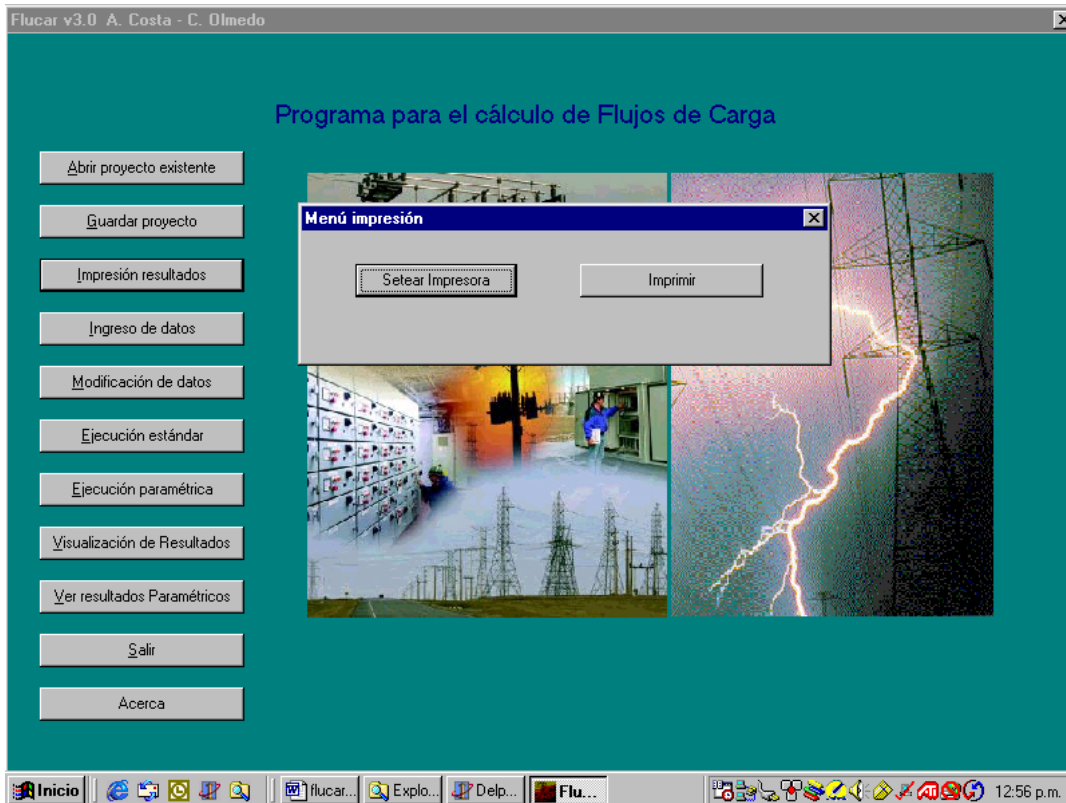 Flucar v3.0 A. Costa - C. Olmedo
Programa para el cálculo de Flujos de Carga
Abrir proyecto existente
Guardar proyecto
Impresión resultados
Ingreso de datos
Modificación de datos
Ejecución estándar
Ejecución paramétrica
Visualización de Resultados
Ver resultados Paramétricos
Salir
Acerca
Menú impresión
Setear Impresora
Imprimir
Inicio
flucar...
Explo...
Delp...
Flu...
12:56 p.m.